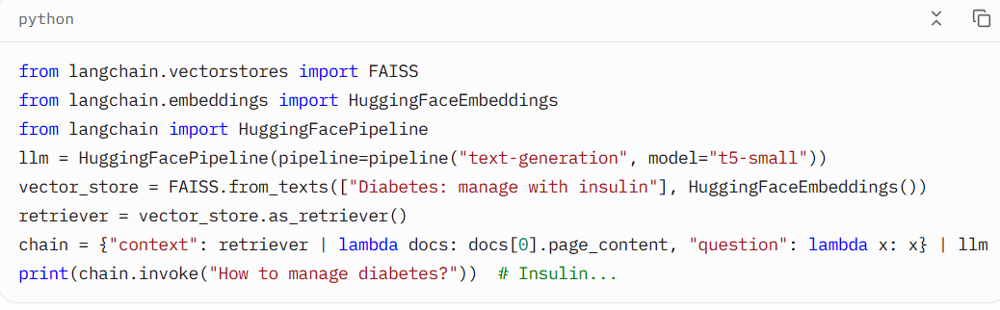 python
from langchain.vectorstores import FAISS
from langchain.embeddings import HuggingFaceEmbeddings
from langchain import HuggingFacePipeline
llm = HuggingFacePipeline(pipeline=pipeline("text-generation", model="t5-small"))
vector_store = FAISS.from_texts(["Diabetes: manage with insulin"], HuggingFaceEmbeddings())
retriever = vector_store.as_retriever()
chain = {"context": retriever | lambda docs: docs[0].page_content, "question": lambda x: x} | llm
print(chain.invoke("How to manage diabetes?"))  # Insulin...